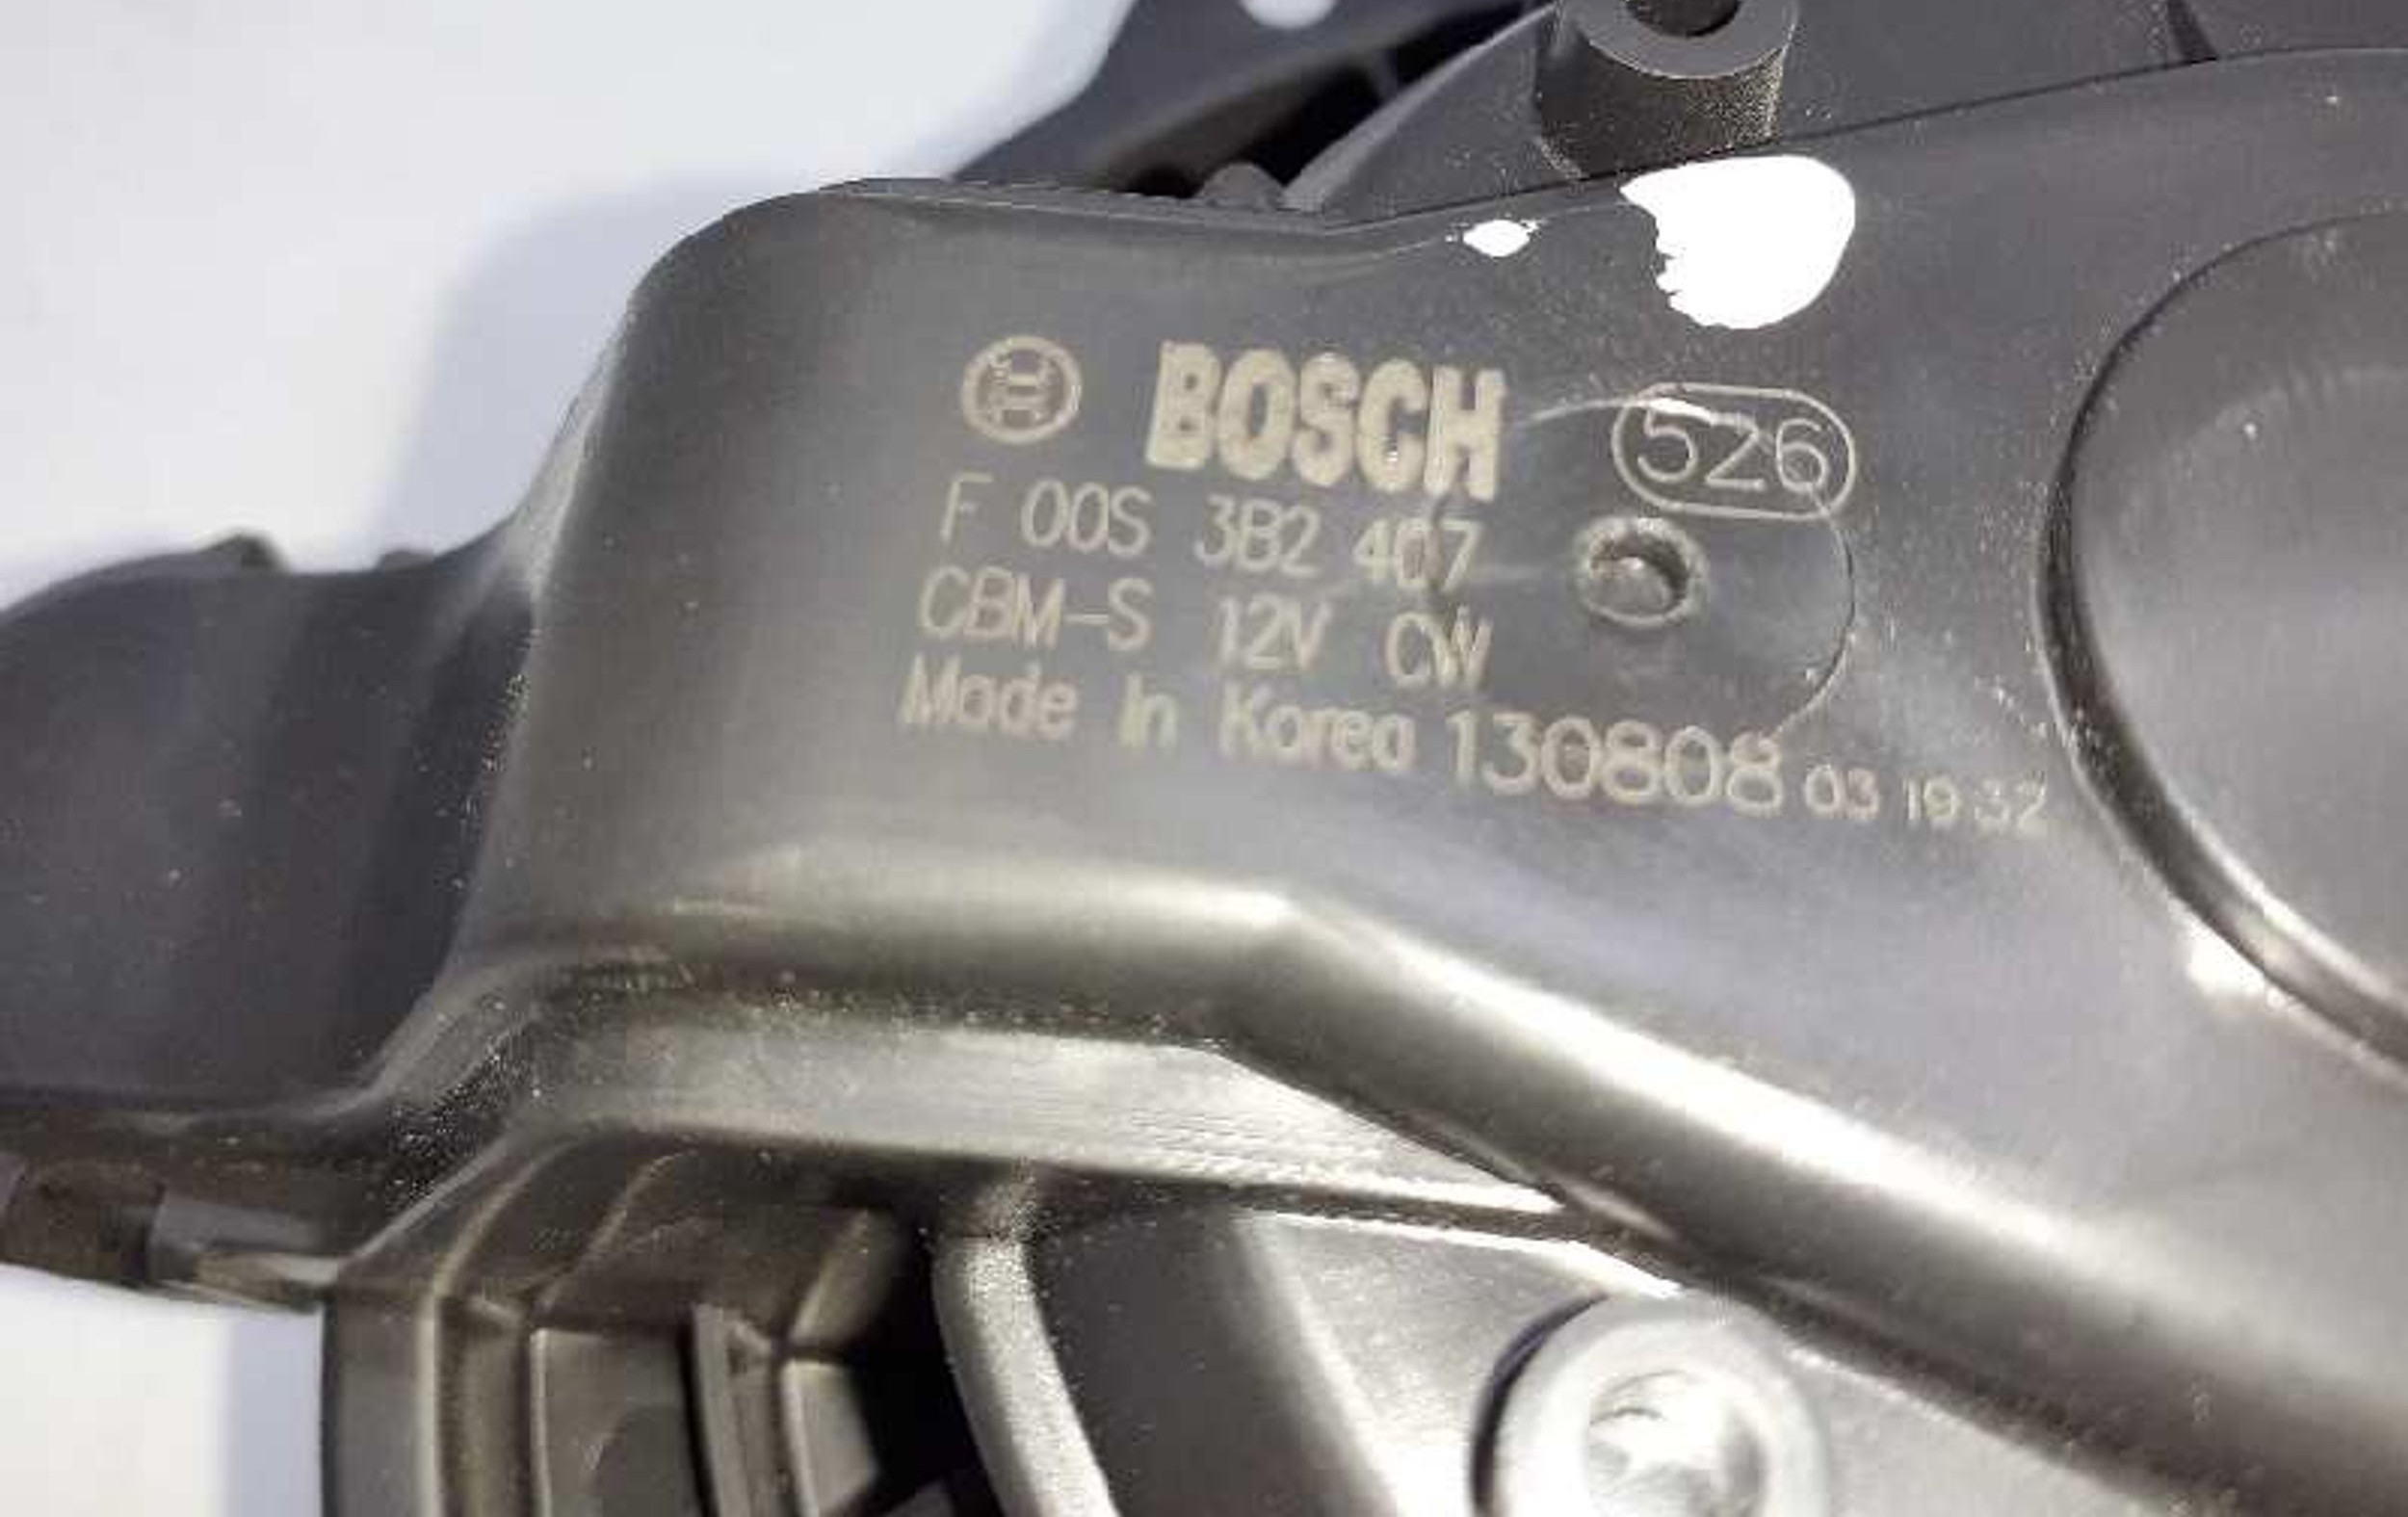 BOSCH 526
F 00S 3B2 407
CBM-S 12V CW
Made In Korea 130808 03 19 32